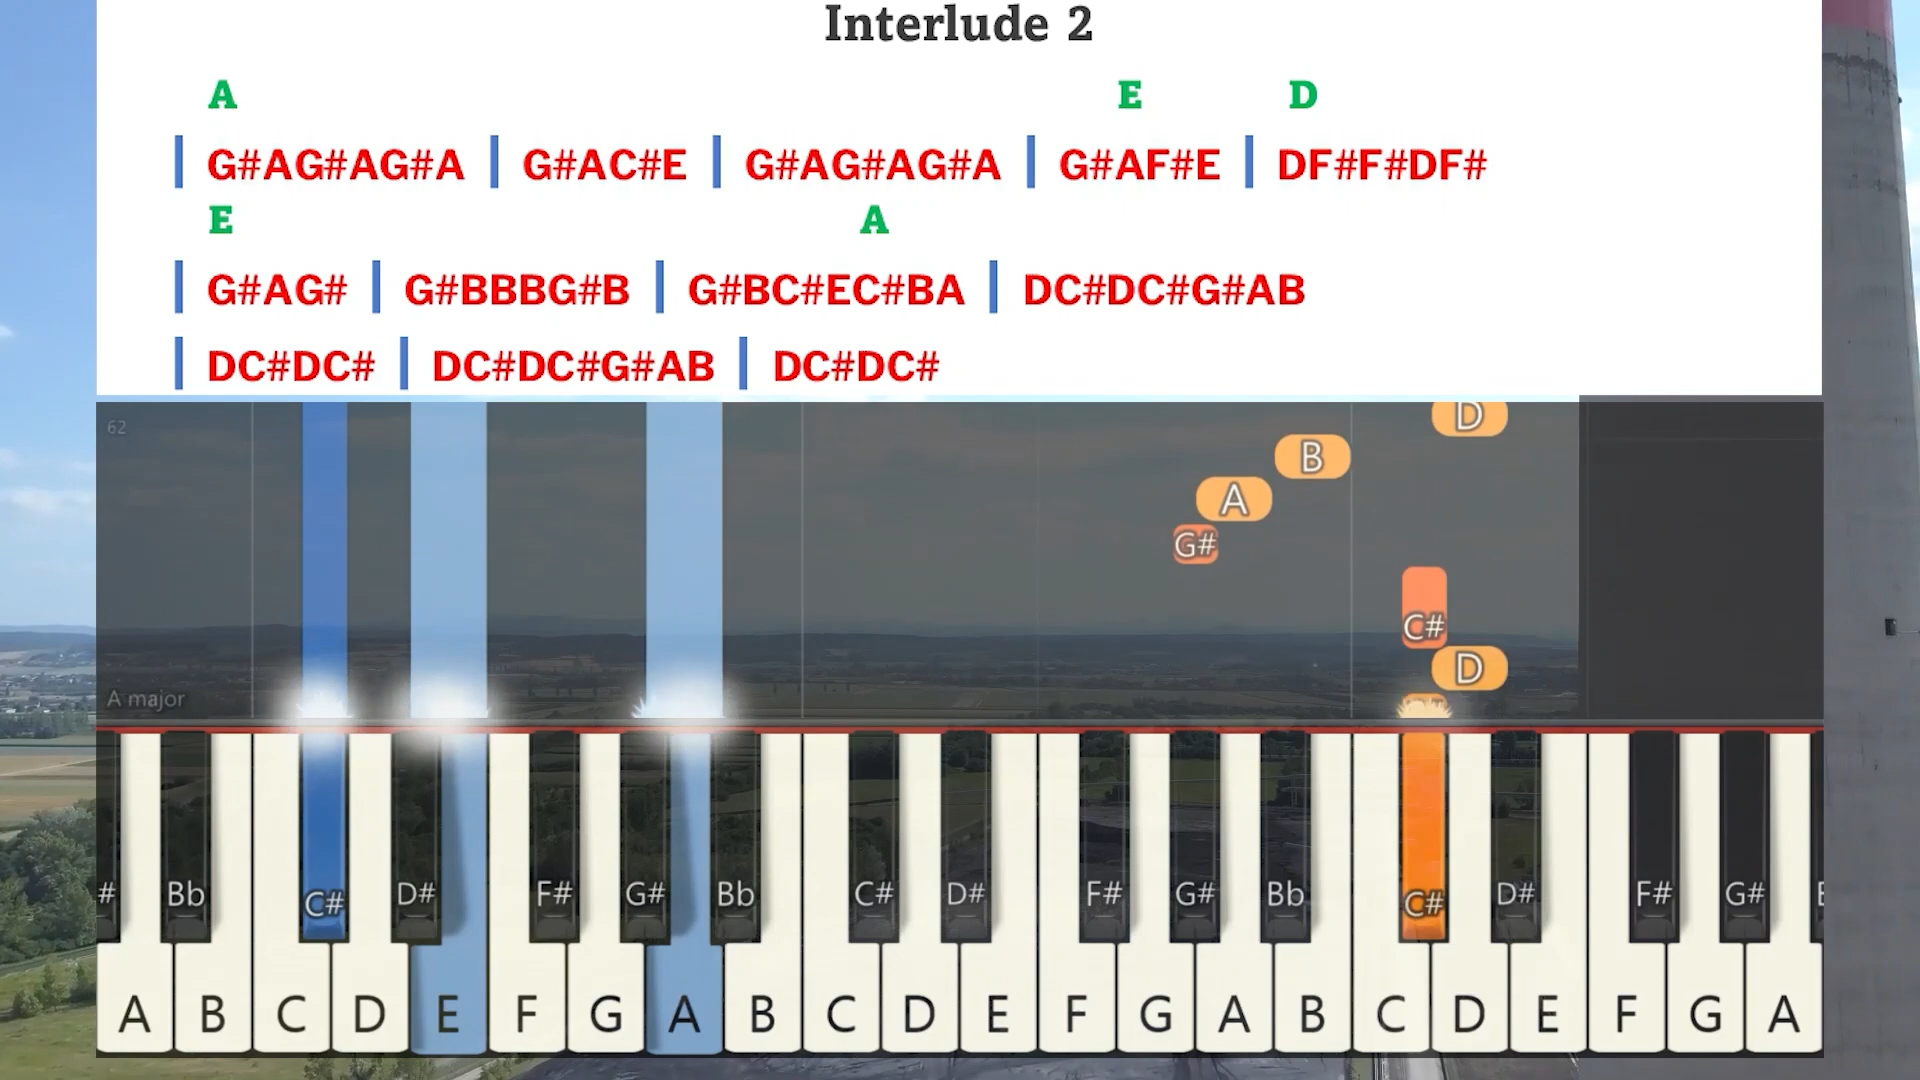 Interlude 2
A E D
| G#AG#AG#A | G#AC#E | G#AG#AG#A | G#AF#E | DF#F#DF#
E A
| G#AG# | G#BBBG#B | G#BC#EC#BA | DC#DC#G#AB
| DC#DC# | DC#DC#G#AB | DC#DC#
62
D
B
A
G#
C#
D
A major
# Bb C# D# F# G# Bb C# D# F# G# Bb C# D# F# G#
A B C D E F G A B C D E F G A B C D E F G A